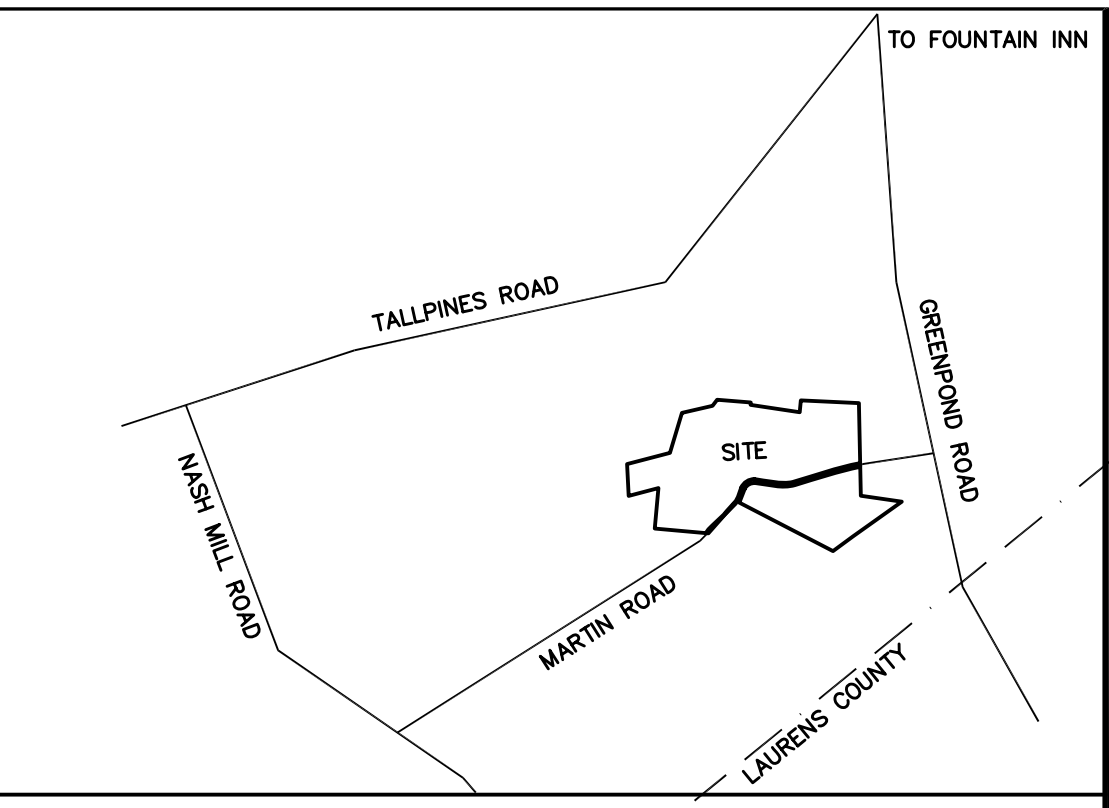 TO FOUNTAIN INN
TALLPINES ROAD
GREENPOND ROAD
SITE
NASH MILL ROAD
MARTIN ROAD
LAURENS COUNTY